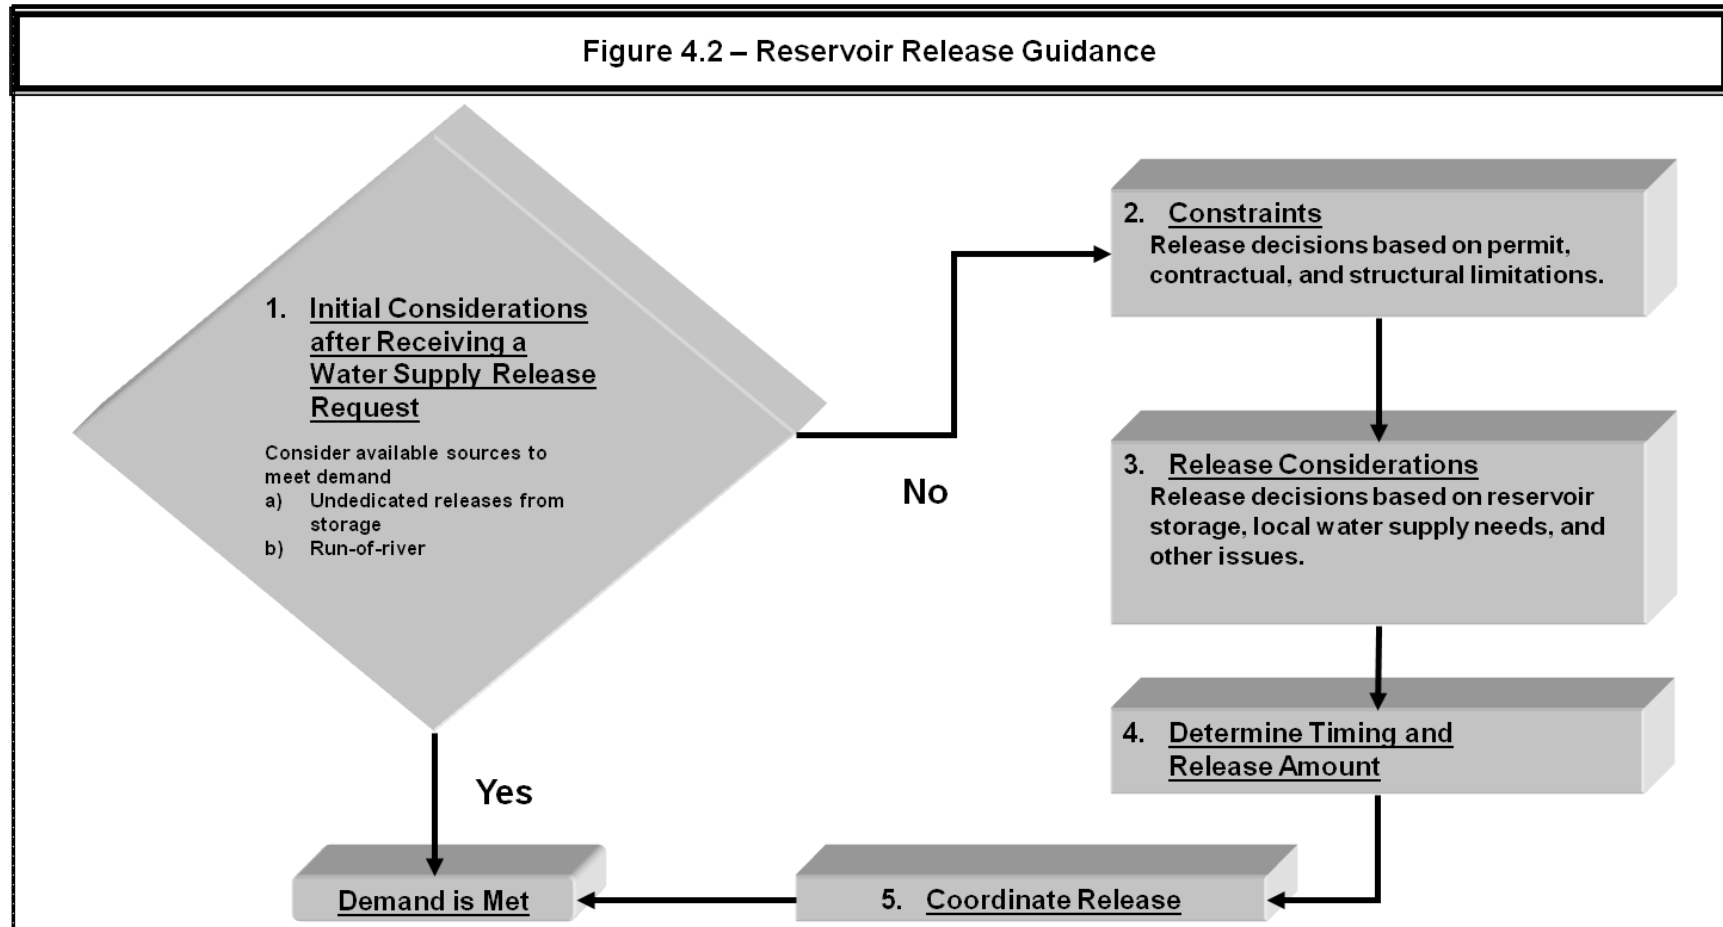 Figure 4.2 – Reservoir Release Guidance
1. Initial Considerations
after Receiving a
Water Supply Release
Request
Consider available sources to
meet demand
a) Undedicated releases from
storage
b) Run-of-river
No
Yes
2. Constraints
Release decisions based on permit,
contractual, and structural limitations.
3. Release Considerations
Release decisions based on reservoir
storage, local water supply needs, and
other issues.
4. Determine Timing and
Release Amount
5. Coordinate Release
Demand is Met